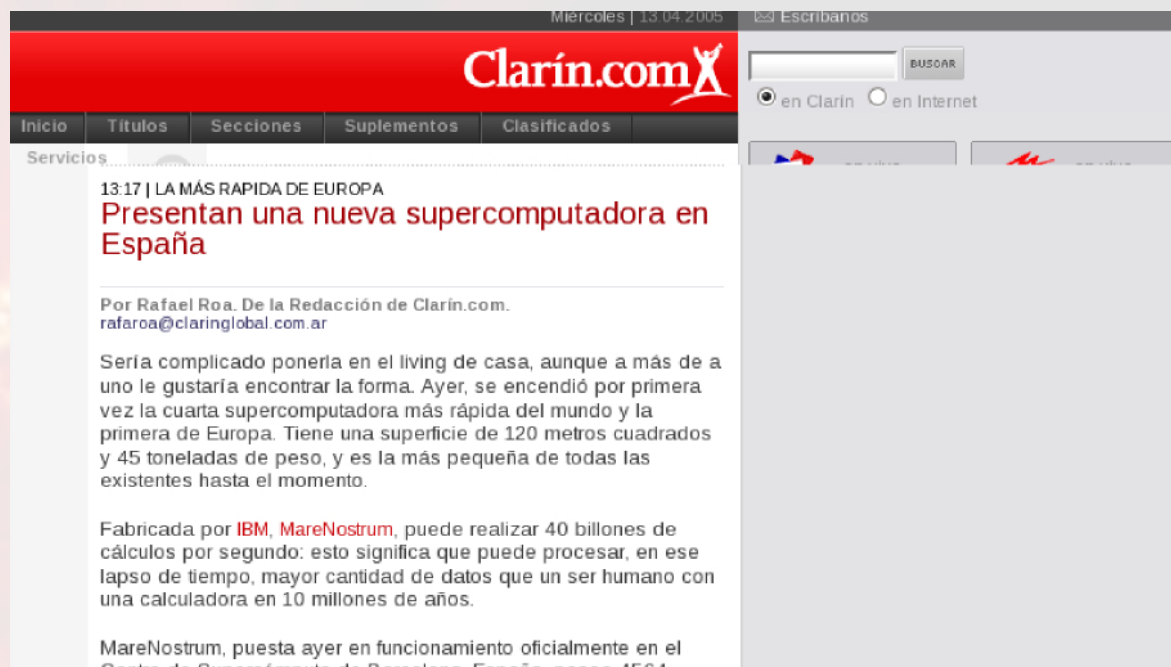 Miércoles | 13.04.2005
Escríbanos
Clarín.com
BUSCAR
en Clarín en Internet
Inicio Títulos Secciones Suplementos Clasificados
Servicios
13:17 | LA MÁS RAPIDA DE EUROPA
Presentan una nueva supercomputadora en
España
Por Rafael Roa. De la Redacción de Clarín.com.
rafaroa@claringlobal.com.ar
Sería complicado ponerla en el living de casa, aunque a más de a
uno le gustaría encontrar la forma. Ayer, se encendió por primera
vez la cuarta supercomputadora más rápida del mundo y la
primera de Europa. Tiene una superficie de 120 metros cuadrados
y 45 toneladas de peso, y es la más pequeña de todas las
existentes hasta el momento.
Fabricada por IBM, MareNostrum, puede realizar 40 billones de
cálculos por segundo: esto significa que puede procesar, en ese
lapso de tiempo, mayor cantidad de datos que un ser humano con
una calculadora en 10 millones de años.
MareNostrum, puesta ayer en funcionamiento oficialmente en el